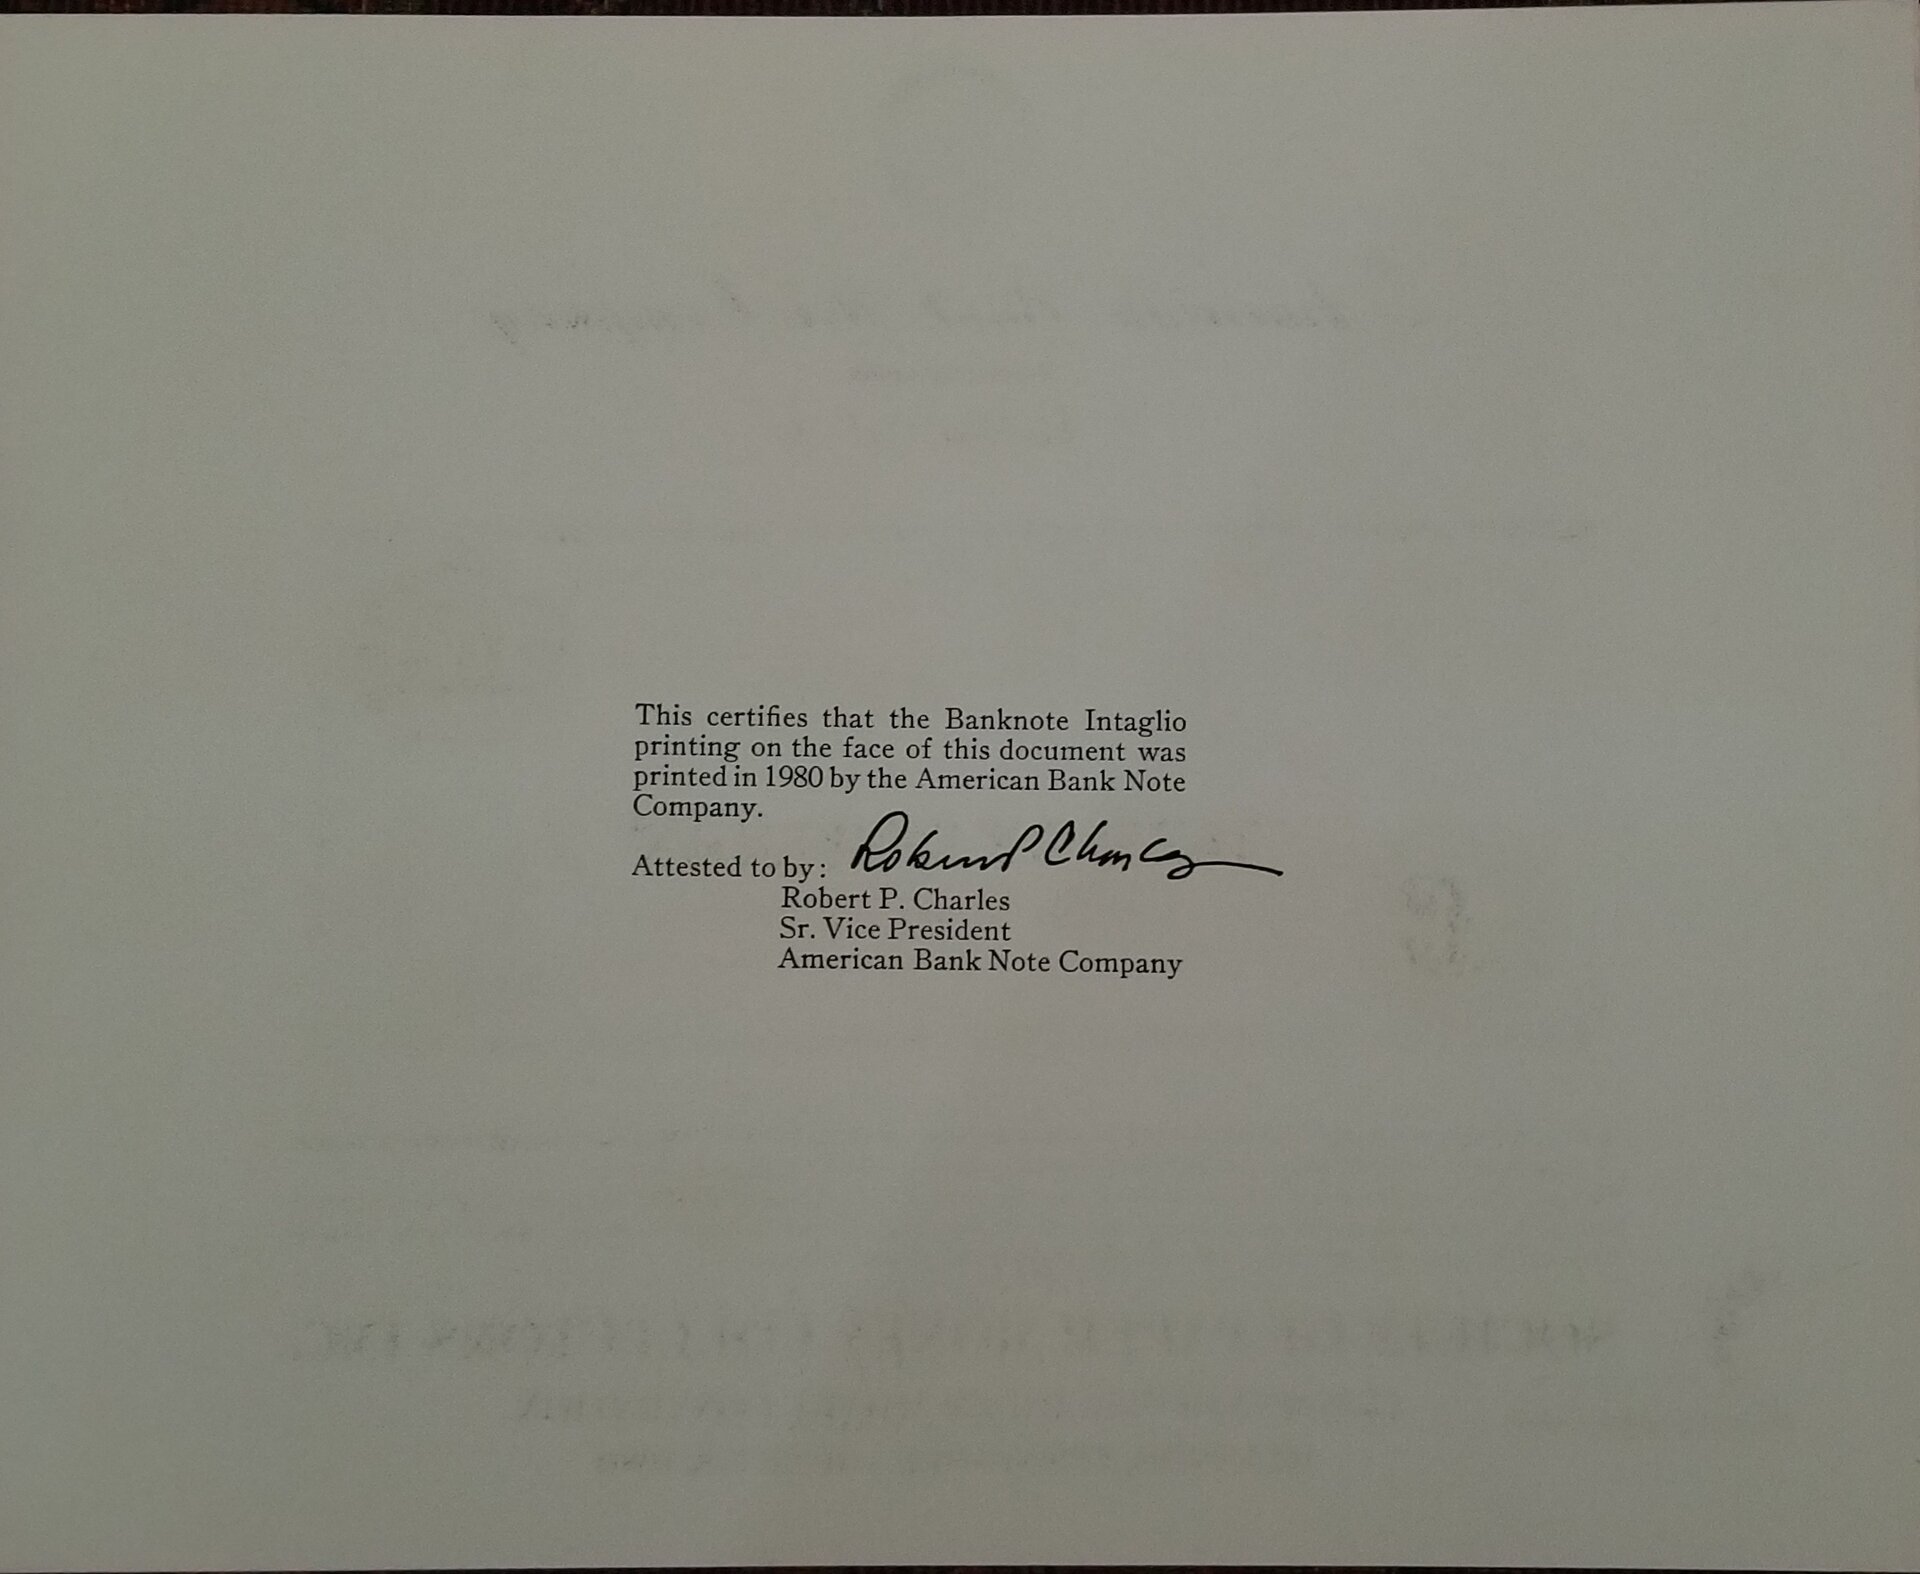 This certifies that the Banknote Intaglio
printing on the face of this document was
printed in 1980 by the American Bank Note
Company.
Attested to by: Robert P Charles
Robert P. Charles
Sr. Vice President
American Bank Note Company